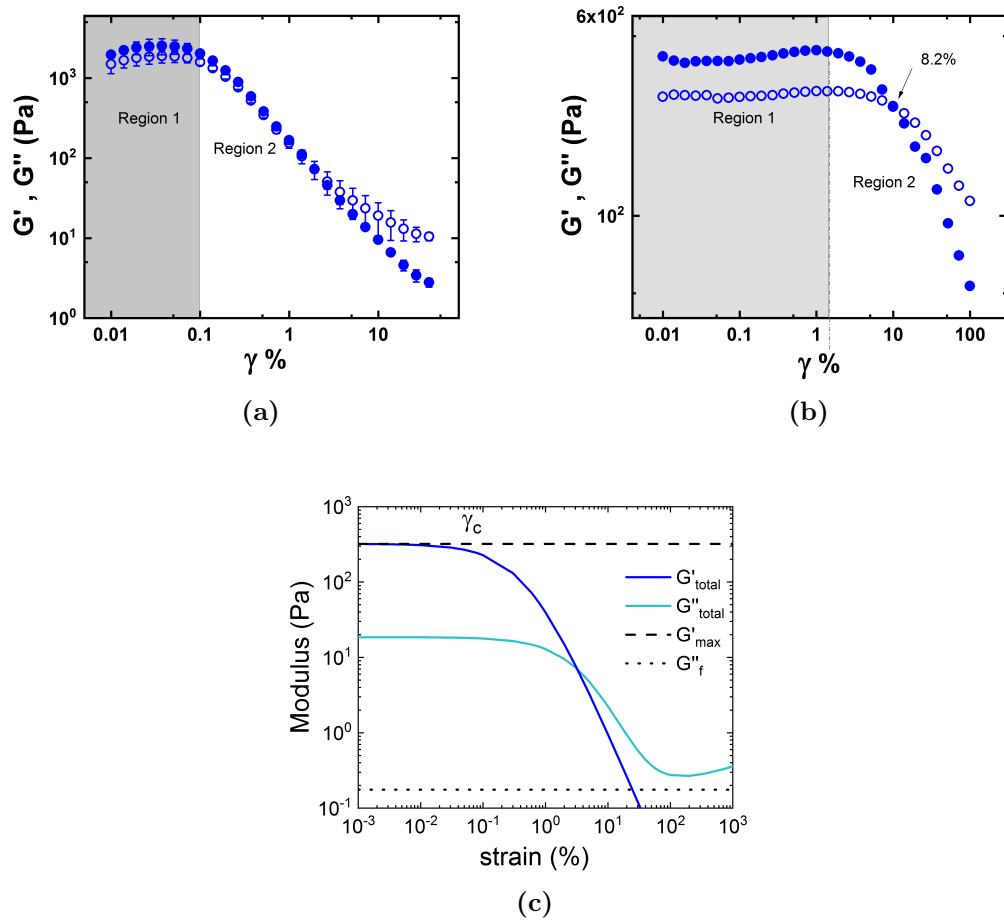 10³
10²
10¹
10⁰
G' , G" (Pa)
Region 1
Region 2
0.01 0.1 1 10
γ %
(a)
6x10²
10²
G' , G" (Pa)
8.2%
Region 1
Region 2
0.01 0.1 1 10 100
γ %
(b)
10³
10²
10¹
10⁰
10⁻¹
Modulus (Pa)
γc
G'total
G"total
G'max
G"f
10⁻³ 10⁻² 10⁻¹ 10⁰ 10¹ 10² 10³
strain (%)
(c)